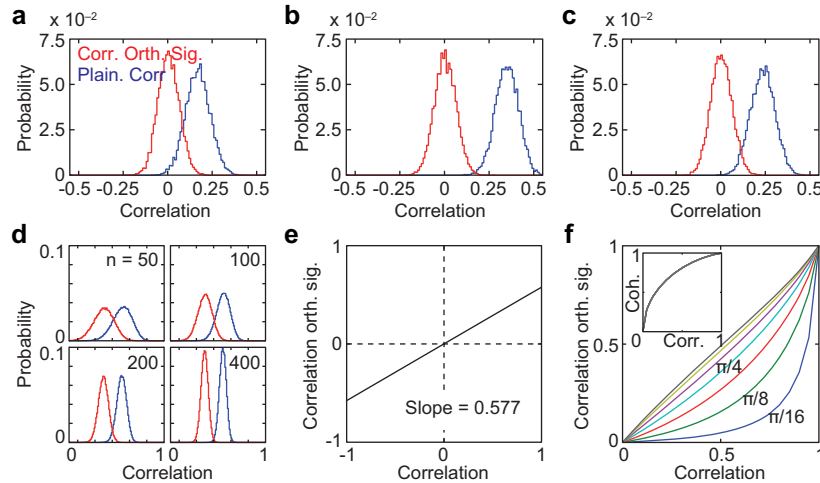 a
x 10⁻²
Corr. Orth. Sig.
Plain. Corr
Probability
7.5
5.0
2.5
0
-0.5
-0.25
0
0.25
0.5
Correlation
b
x 10⁻²
Probability
7.5
5.0
2.5
0
-0.5
-0.25
0
0.25
0.5
Correlation
c
x 10⁻²
Probability
7.5
5.0
2.5
0
-0.5
-0.25
0
0.25
0.5
Correlation
d
Probability
0.1
0
n = 50
100
Probability
0.1
0
200
400
0
1
0
1
Correlation
e
Correlation orth. sig.
1
0
-1
Slope = 0.577
-1
0
1
Correlation
f
Correlation orth. sig.
1.0
0.5
0
1
Coh.
0
Corr.
1
π/4
π/8
π/16
0
0.5
1
Correlation